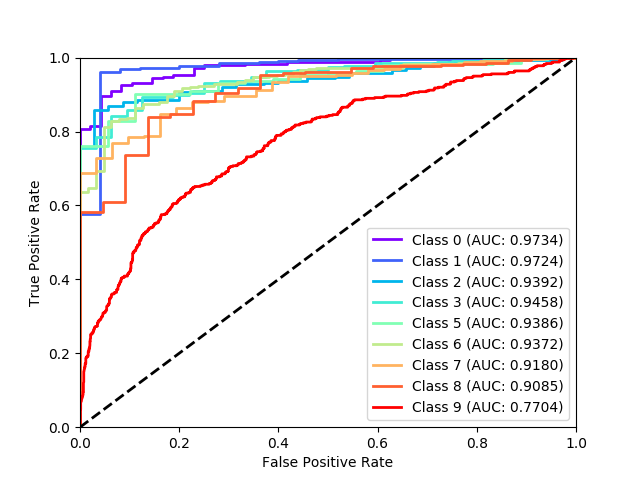 1.0
0.8
0.6
0.4
0.2
0.0
True Positive Rate
0.0 0.2 0.4 0.6 0.8 1.0
False Positive Rate
Class 0 (AUC: 0.9734)
Class 1 (AUC: 0.9724)
Class 2 (AUC: 0.9392)
Class 3 (AUC: 0.9458)
Class 5 (AUC: 0.9386)
Class 6 (AUC: 0.9372)
Class 7 (AUC: 0.9180)
Class 8 (AUC: 0.9085)
Class 9 (AUC: 0.7704)